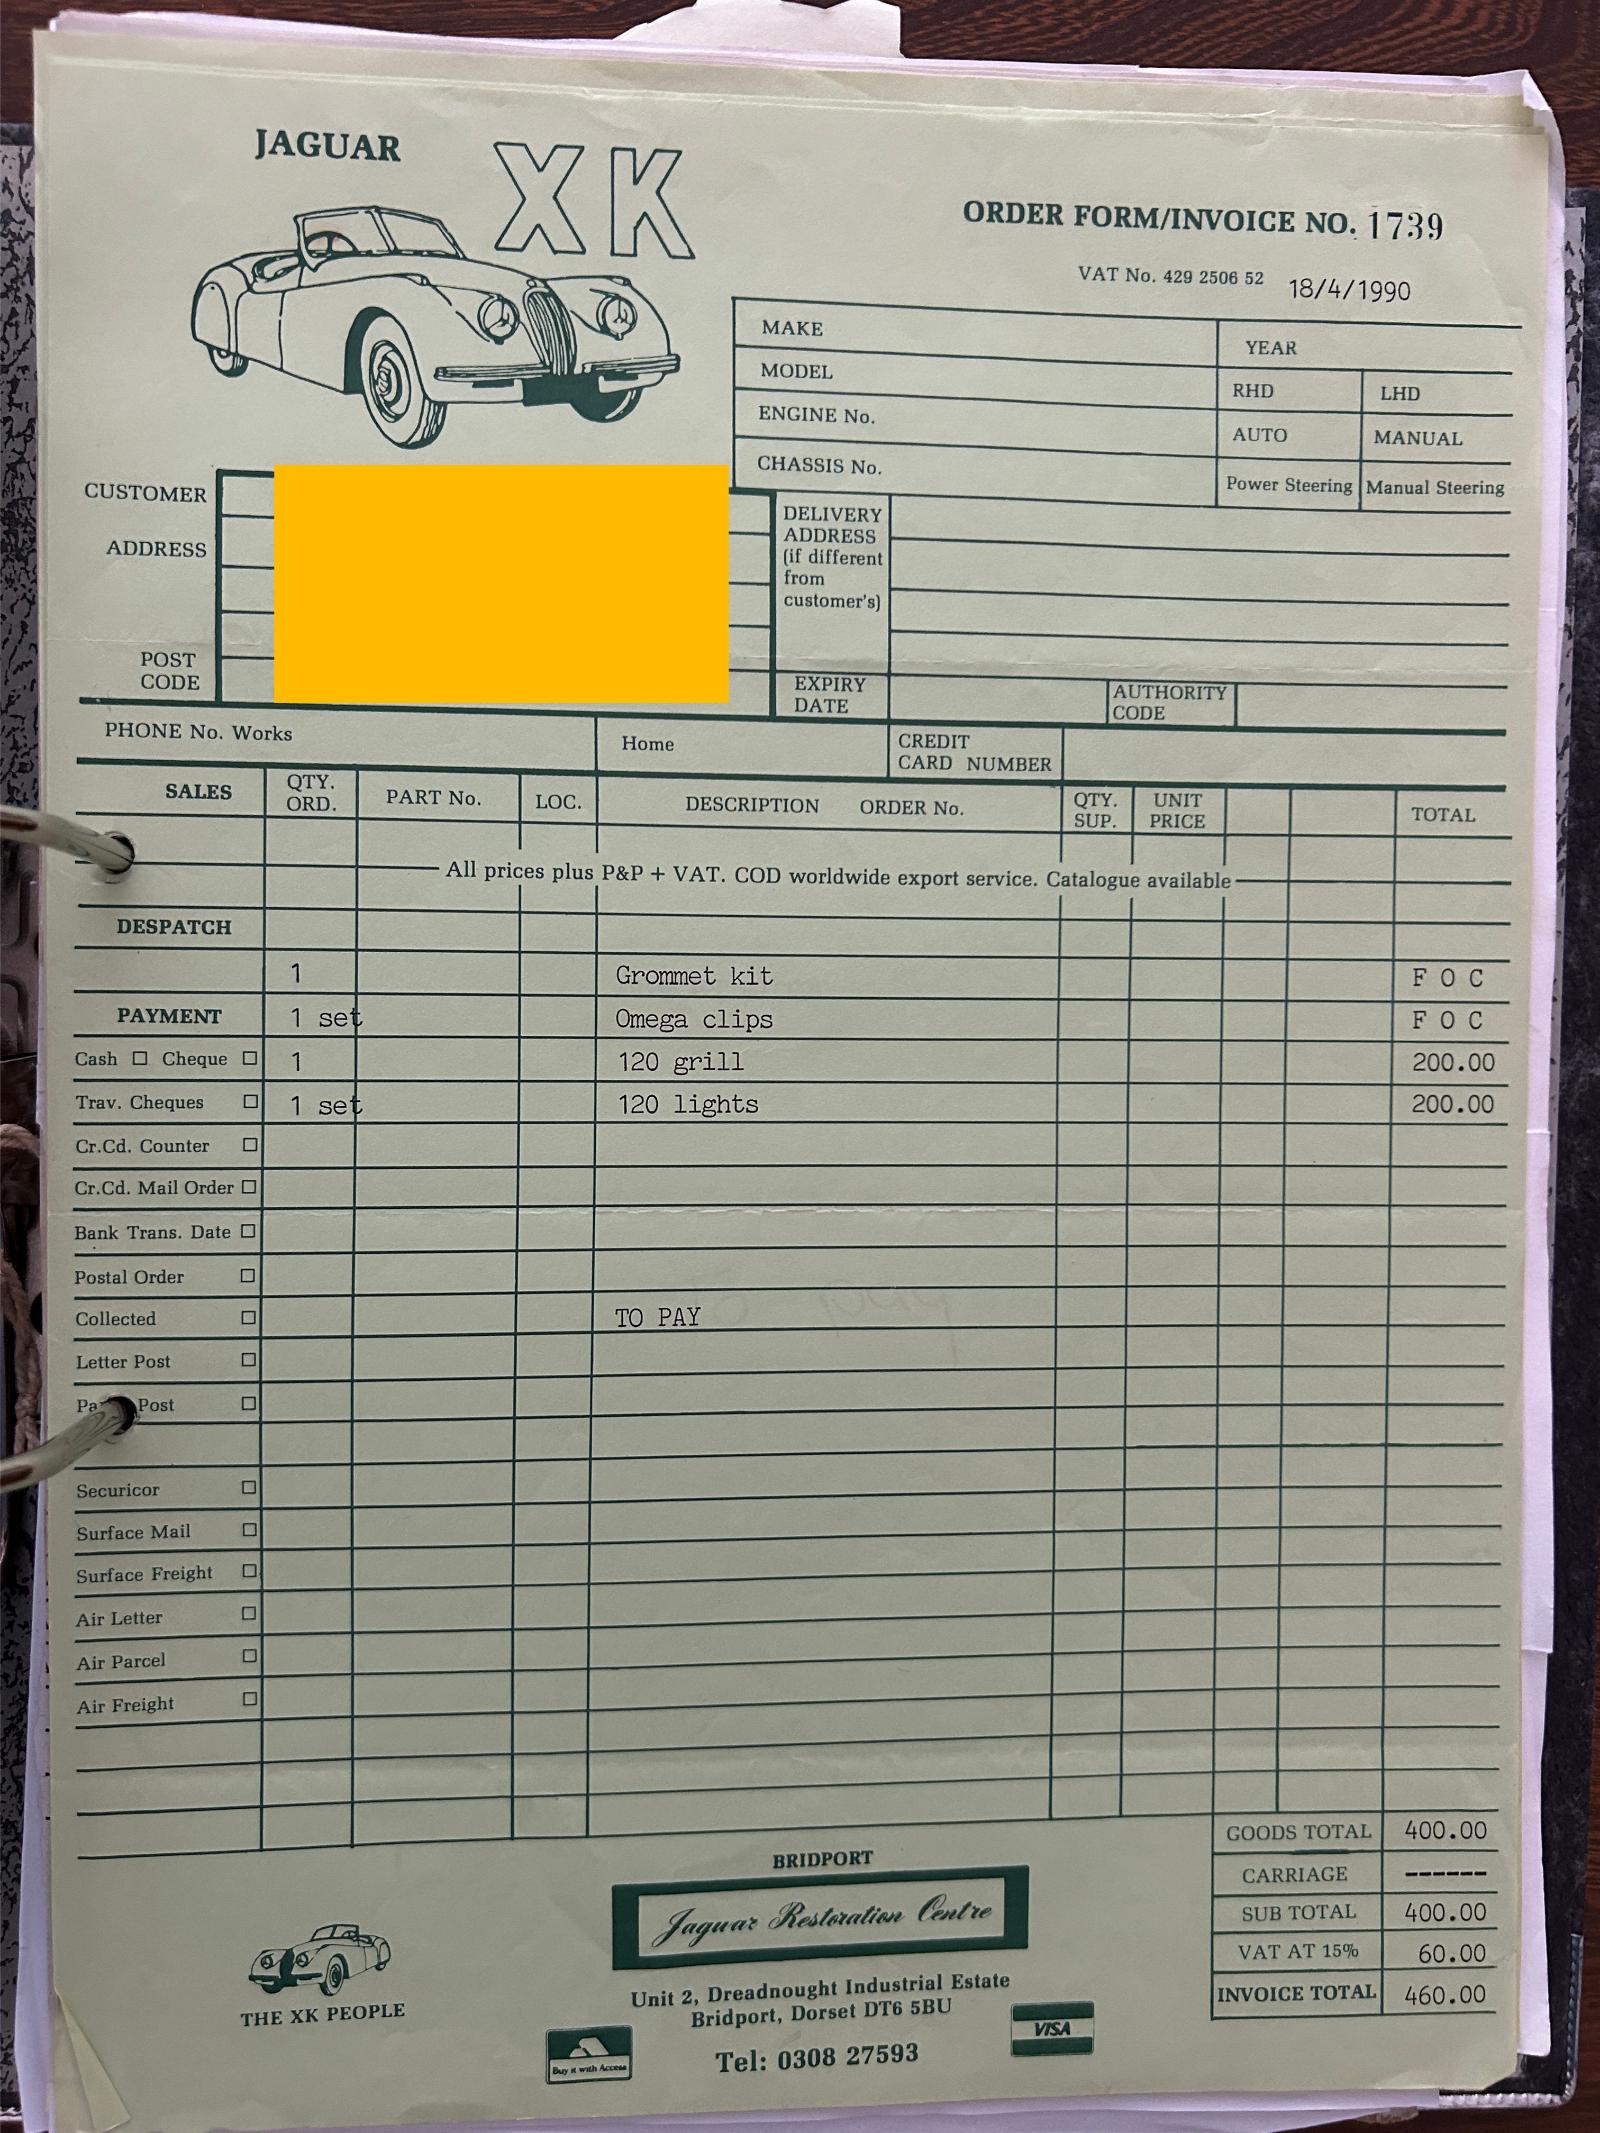 JAGUAR XK
ORDER FORM/INVOICE NO. 1739
VAT No. 429 2506 52 18/4/1990
MAKE
YEAR
MODEL
RHD LHD
ENGINE No.
AUTO MANUAL
CHASSIS No.
Power Steering Manual Steering
CUSTOMER
ADDRESS
POST
CODE
DELIVERY
ADDRESS
(if different
from
customer's)
EXPIRY
DATE
AUTHORITY
CODE
PHONE No. Works Home
CREDIT
CARD NUMBER
SALES
QTY.
ORD.
PART No.
LOC.
DESCRIPTION ORDER No.
QTY.
SUP.
UNIT
PRICE
TOTAL
All prices plus P&P + VAT. COD worldwide export service. Catalogue available
DESPATCH
1 Grommet kit F O C
PAYMENT 1 set Omega clips F O C
Cash Cheque 1 120 grill 200.00
Trav. Cheques 1 set 120 lights 200.00
Cr.Cd. Counter
Cr.Cd. Mail Order
Bank Trans. Date
Postal Order
Collected TO PAY
Letter Post
Post
Securicor
Surface Mail
Surface Freight
Air Letter
Air Parcel
Air Freight
GOODS TOTAL 400.00
CARRIAGE ------
SUB TOTAL 400.00
VAT AT 15% 60.00
INVOICE TOTAL 460.00
BRIDPORT
Jaguar Restoration Centre
Unit 2, Dreadnought Industrial Estate
Bridport, Dorset DT6 5BU
Tel: 0308 27593
THE XK PEOPLE
Buy it with Access
VISA